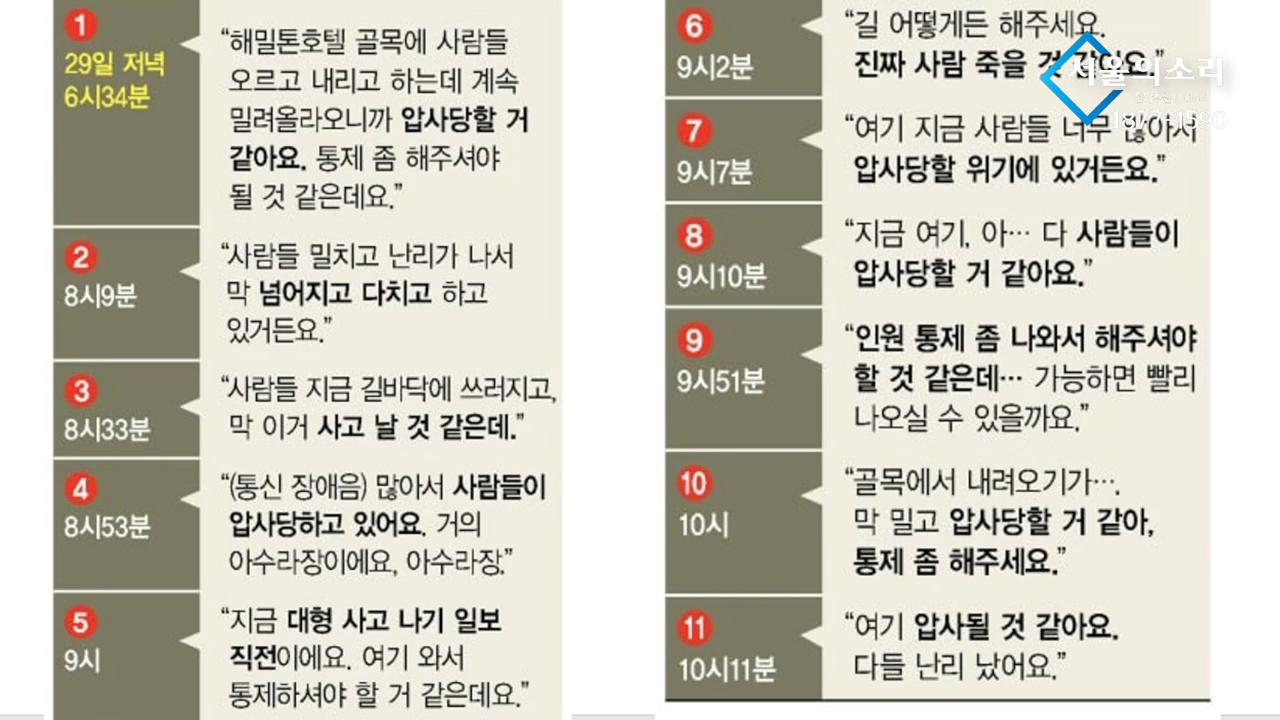 1
29일 저녁
6시34분
“해밀톤호텔 골목에 사람들
오르고 내리고 하는데 계속
밀려올라오니까 압사당할 거
같아요. 통제 좀 해주셔야
될 것 같은데요.”
2
8시9분
“사람들 밀치고 난리가 나서
막 넘어지고 다치고 하고
있거든요.”
3
8시33분
“사람들 지금 길바닥에 쓰러지고,
막 이거 사고 날 것 같은데.”
4
8시53분
“(통신 장애음) 많아서 사람들이
압사당하고 있어요. 거의
아수라장이에요, 아수라장.”
5
9시
“지금 대형 사고 나기 일보
직전이에요. 여기 와서
통제하셔야 할 거 같은데요.”
6
9시2분
“길 어떻게든 해주세요.
진짜 사람 죽을 것 같아요.”
7
9시7분
“여기 지금 사람들 너무 많아서
압사당할 위기에 있거든요.”
8
9시10분
“지금 여기, 아… 다 사람들이
압사당할 거 같아요.”
9
9시51분
“인원 통제 좀 나와서 해주셔야
할 것 같은데… 가능하면 빨리
나오실 수 있을까요.”
10
10시
“골목에서 내려오기가….
막 밀고 압사당할 거 같아,
통제 좀 해주세요.”
11
10시11분
“여기 압사될 것 같아요.
다들 난리 났어요.”
서울의소리
1877-1590